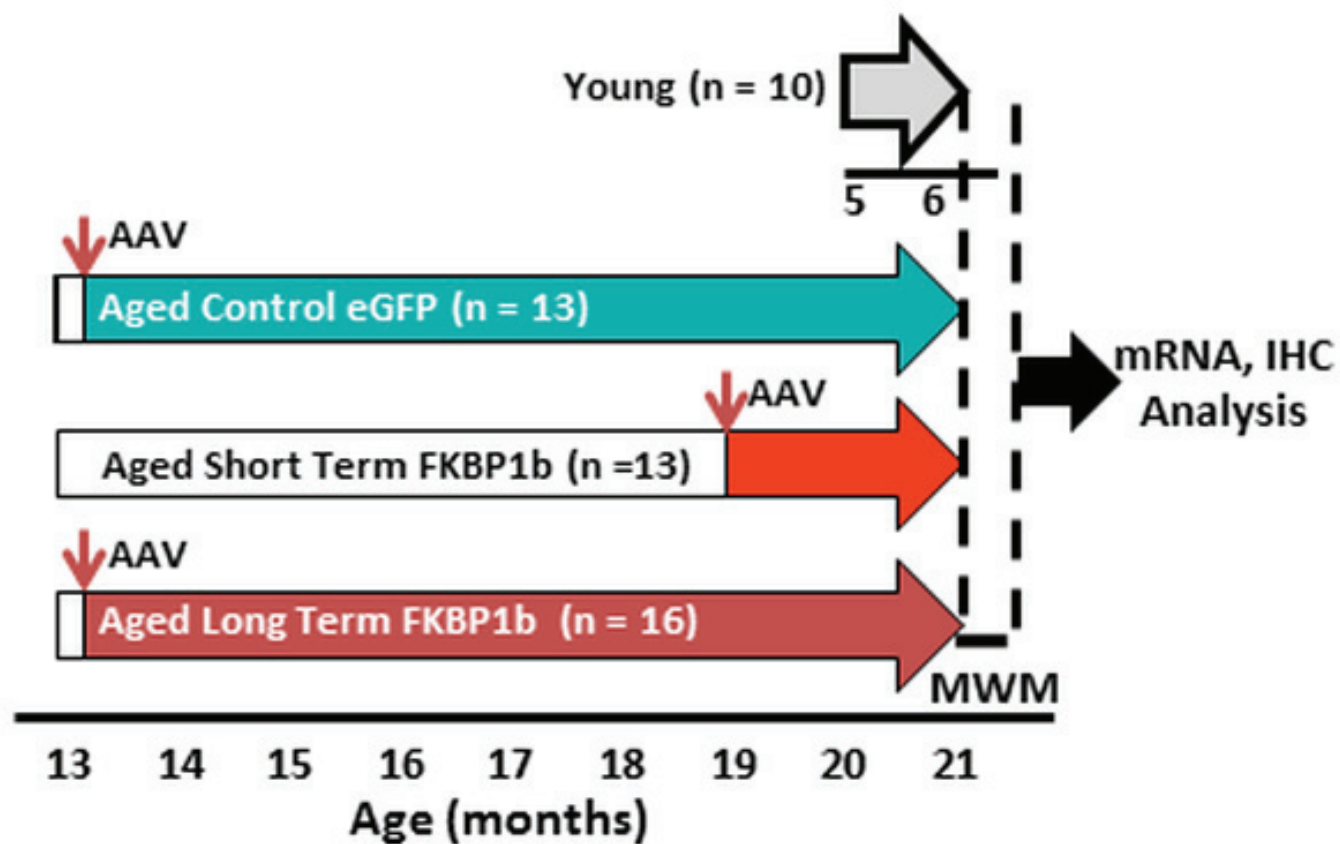 Young (n = 10)
5 6
AAV
Aged Control eGFP (n = 13)
AAV
mRNA, IHC
Analysis
Aged Short Term FKBP1b (n =13)
AAV
Aged Long Term FKBP1b (n = 16)
MWM
13 14 15 16 17 18 19 20 21
Age (months)